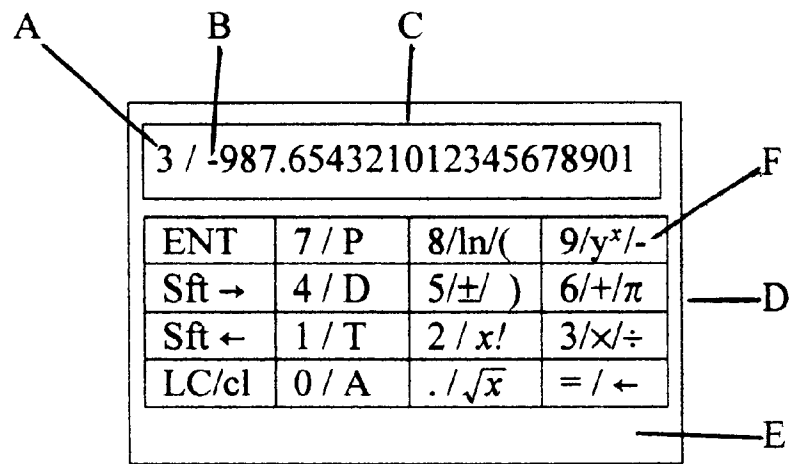 A B C
3 / -987.654321012345678901
F
ENT 7 / P 8/ln/( 9/yˣ/-
Sft → 4 / D 5/±/ ) 6/+/π
D
Sft ← 1 / T 2 / x! 3/×/÷
LC/cl 0 / A . /√x = / ←
E